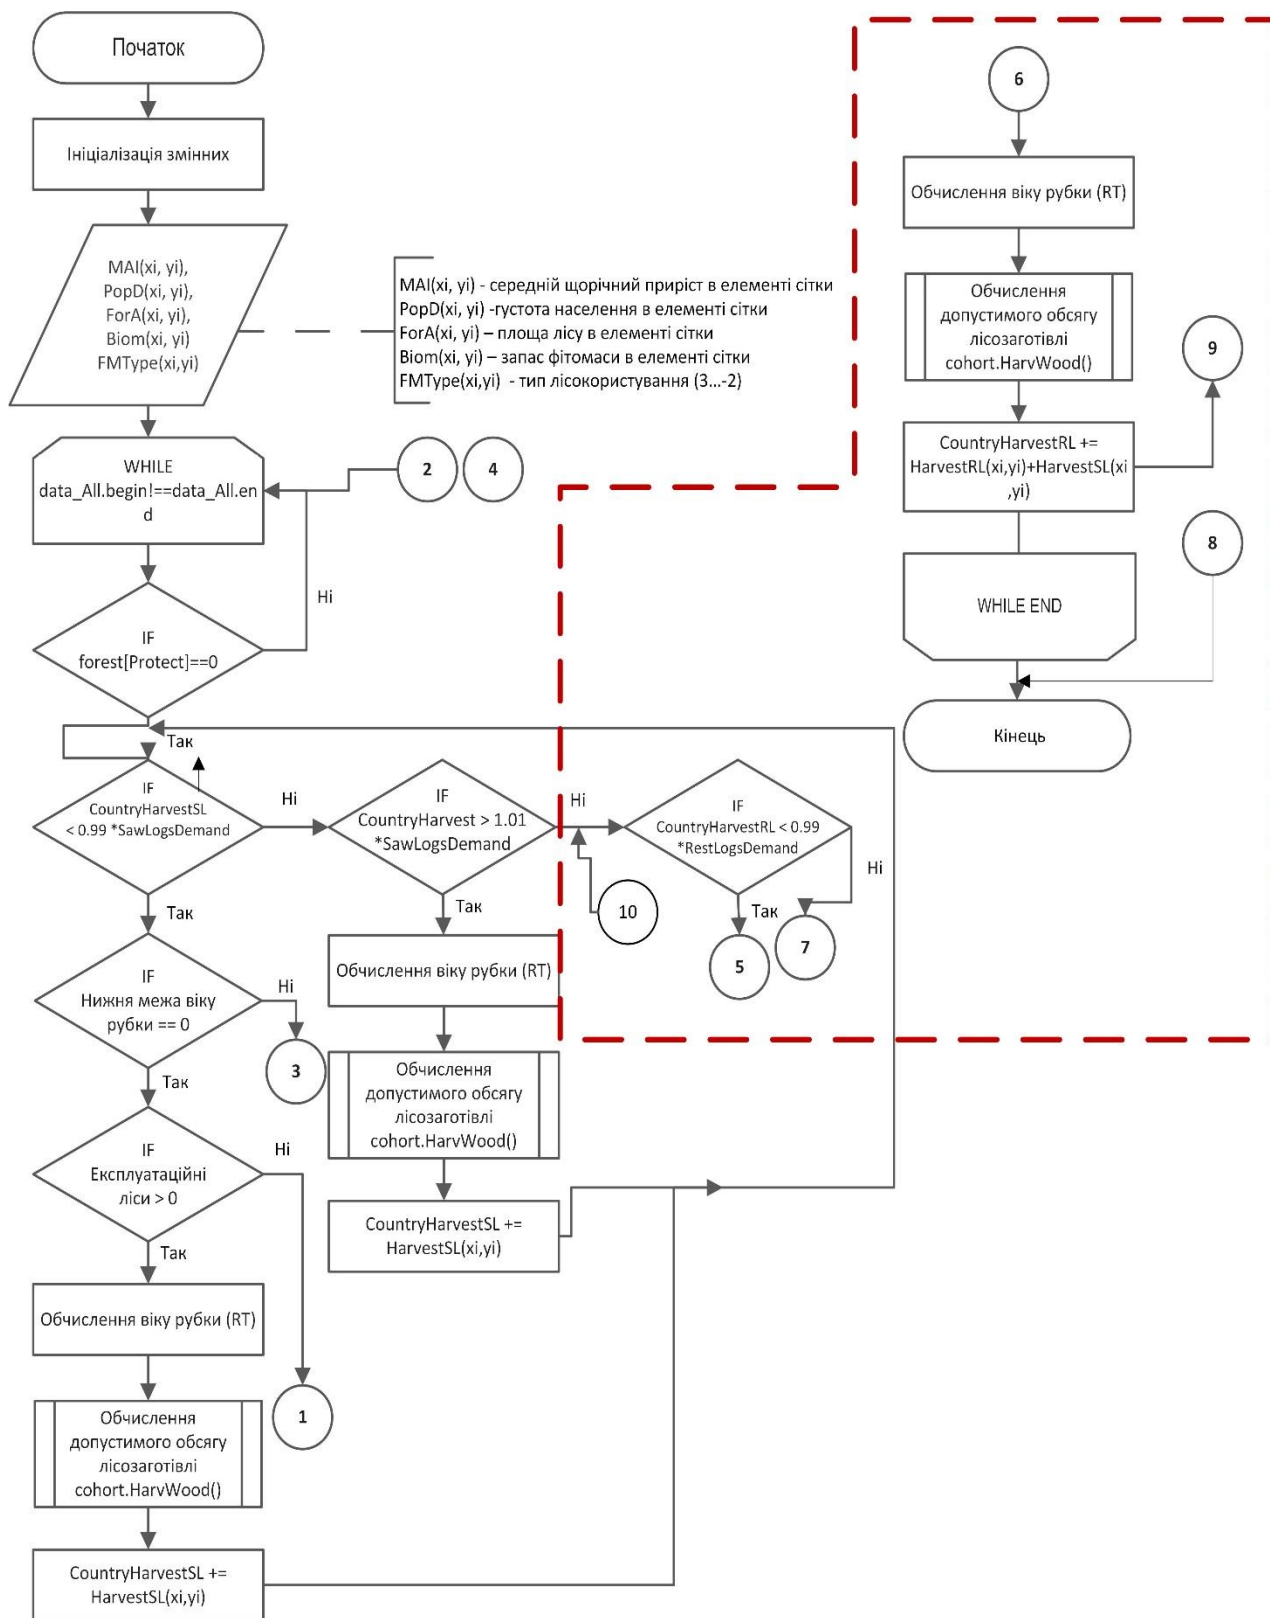 Початок
Ініціалізація змінних
MAI(xi, yi),
PopD(xi, yi),
ForA(xi, yi),
Biom(xi, yi)
FMType(xi,yi)
MAI(xi, yi) - середній щорічний приріст в елементі сітки
PopD(xi, yi) -густота населення в елементі сітки
ForA(xi, yi) – площа лісу в елементі сітки
Biom(xi, yi) – запас фітомаси в елементі сітки
FMType(xi,yi)  - тип лісокористування (3...-2)
WHILE
data_All.begin!==data_All.en
d
2
4
Ні
IF
forest[Protect]==0
Так
IF
CountryHarvestSL
< 0.99 *SawLogsDemand
Ні
IF
CountryHarvest > 1.01
*SawLogsDemand
Ні
IF
CountryHarvestRL < 0.99
*RestLogsDemand
Ні
Так
Так
10
Так
5
7
IF
Нижня межа віку
рубки == 0
Ні
3
Обчислення віку рубки (RT)
Так
Обчислення
допустимого обсягу
лісозаготівлі
cohort.HarvWood()
IF
Експлуатаційні
ліси > 0
Ні
CountryHarvestSL +=
HarvestSL(xi,yi)
Так
Обчислення віку рубки (RT)
1
Обчислення
допустимого обсягу
лісозаготівлі
cohort.HarvWood()
CountryHarvestSL +=
HarvestSL(xi,yi)
6
Обчислення віку рубки (RT)
Обчислення
допустимого обсягу
лісозаготівлі
cohort.HarvWood()
9
CountryHarvestRL +=
HarvestRL(xi,yi)+HarvestSL(xi
,yi)
8
WHILE END
Кінець